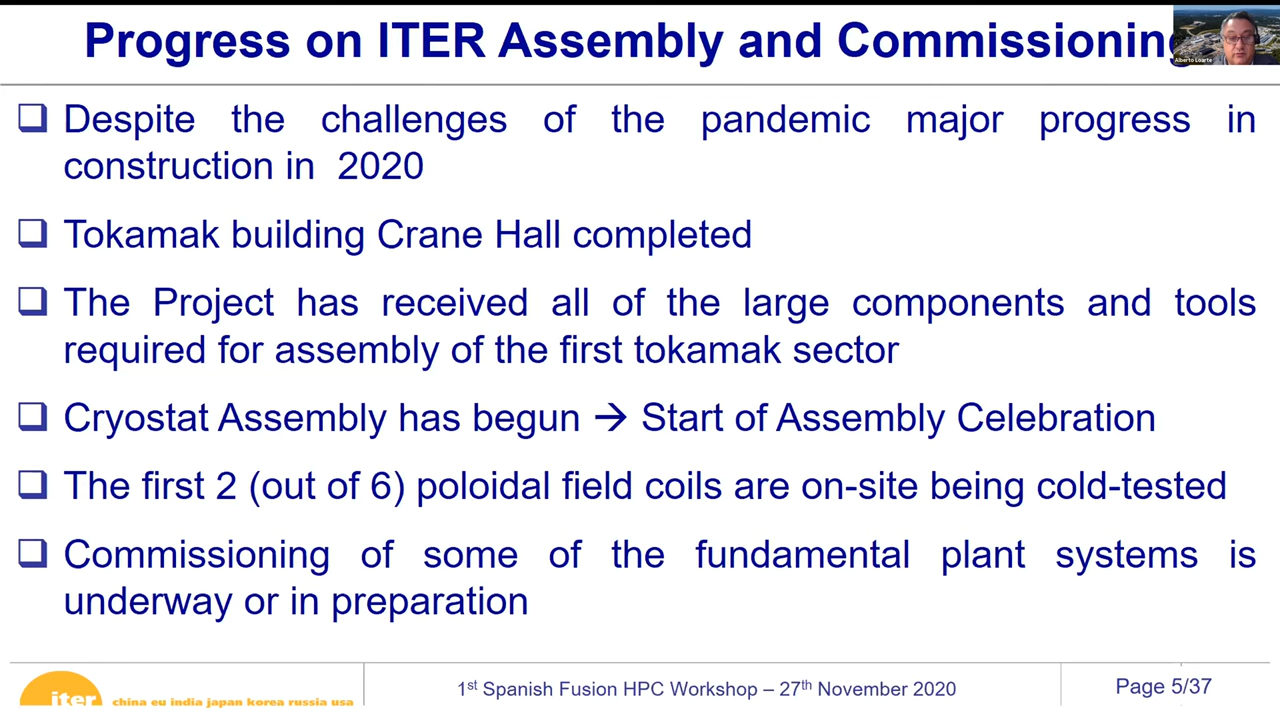 Progress on ITER Assembly and Commissioning
Alberto Loarte
❑ Despite the challenges of the pandemic major progress in
construction in 2020
❑ Tokamak building Crane Hall completed
❑ The Project has received all of the large components and tools
required for assembly of the first tokamak sector
❑ Cryostat Assembly has begun → Start of Assembly Celebration
❑ The first 2 (out of 6) poloidal field coils are on-site being cold-tested
❑ Commissioning of some of the fundamental plant systems is
underway or in preparation
iter
china eu india japan korea russia usa
1st Spanish Fusion HPC Workshop – 27th November 2020
Page 5/37